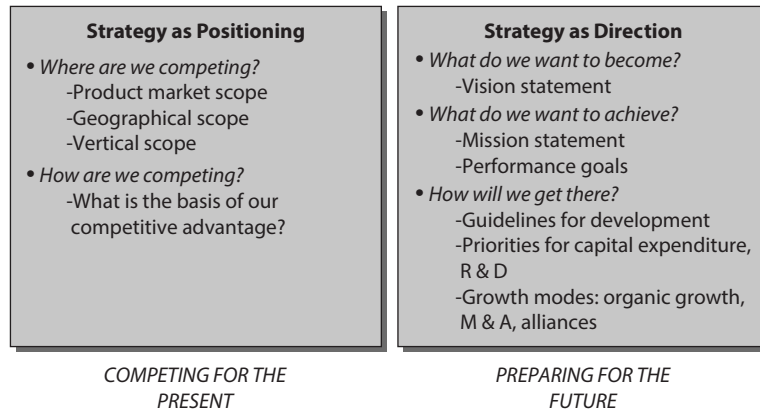 Strategy as Positioning
• Where are we competing?
-Product market scope
-Geographical scope
-Vertical scope
• How are we competing?
-What is the basis of our
competitive advantage?
COMPETING FOR THE
PRESENT
Strategy as Direction
• What do we want to become?
-Vision statement
• What do we want to achieve?
-Mission statement
-Performance goals
• How will we get there?
-Guidelines for development
-Priorities for capital expenditure,
R & D
-Growth modes: organic growth,
M & A, alliances
PREPARING FOR THE
FUTURE